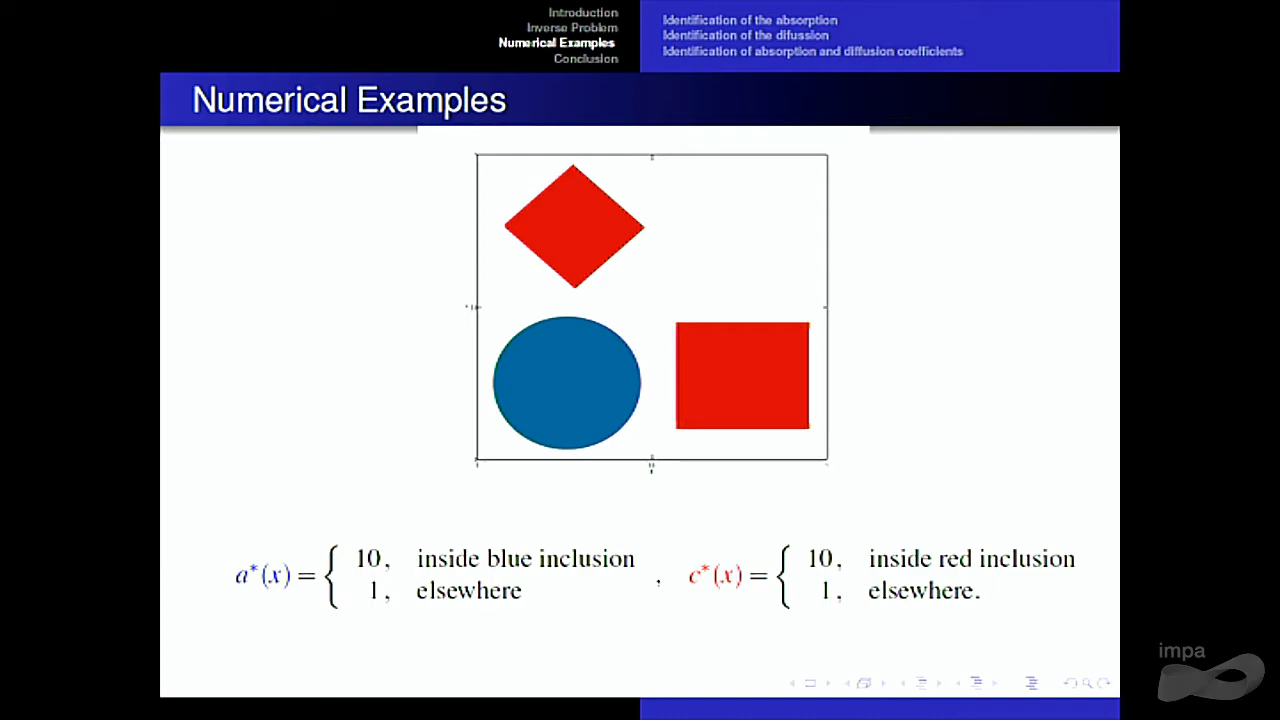 Introduction
Inverse Problem
Numerical Examples
Conclusion
Identification of the absorption
Identification of the difussion
Identification of absorption and diffusion coefficients
Numerical Examples
a*(x) = { 10, inside blue inclusion
1, elsewhere
, c*(x) = { 10, inside red inclusion
1, elsewhere.
impa